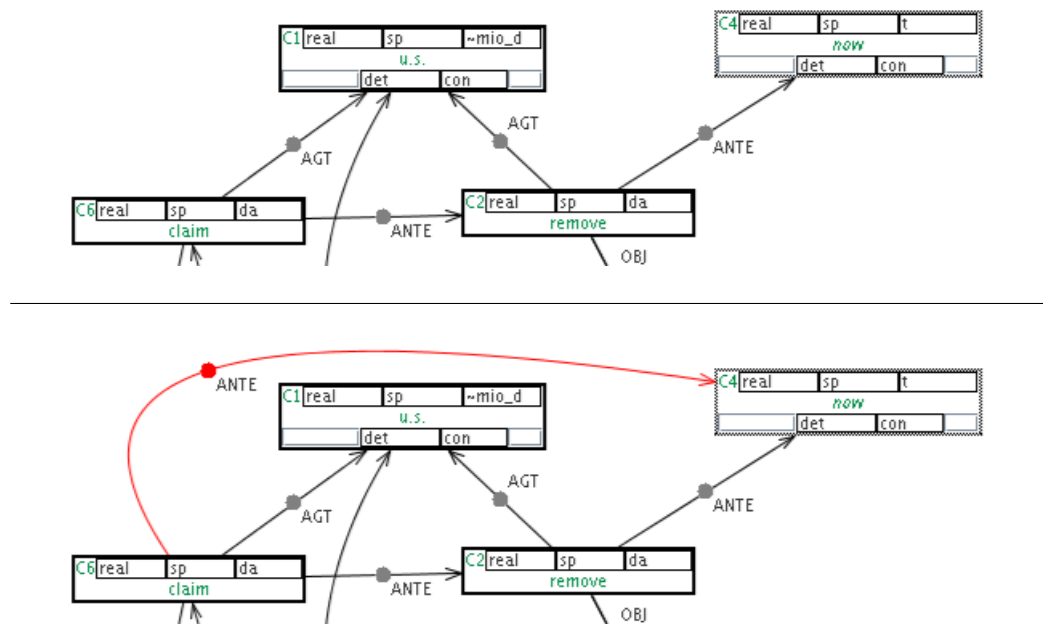 C1 real sp ~mio_d
u.s.
det con
C4 real sp t
now
det con
AGT
AGT
ANTE
C6 real sp da
claim
ANTE
C2 real sp da
remove
OBJ
ANTE
C1 real sp ~mio_d
u.s.
det con
C4 real sp t
now
det con
AGT
AGT
ANTE
C6 real sp da
claim
ANTE
C2 real sp da
remove
OBJ